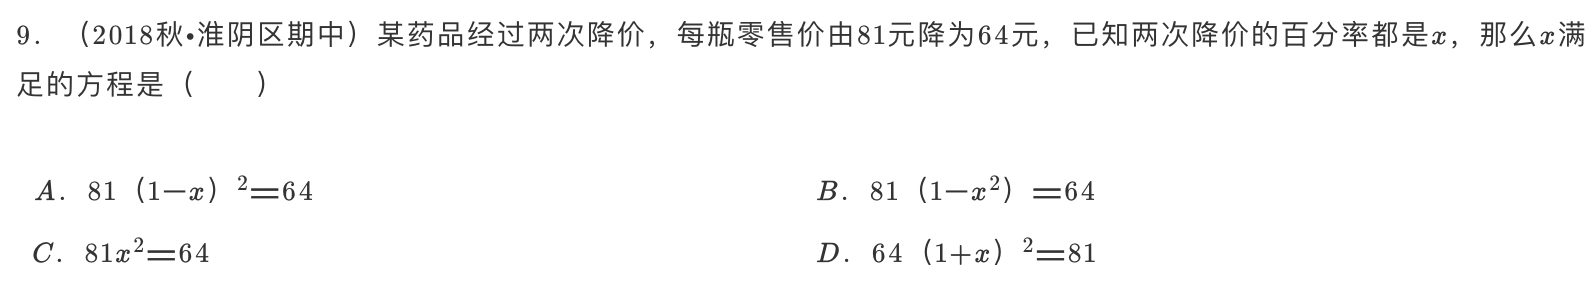 9．（2018秋•淮阴区期中）某药品经过两次降价，每瓶零售价由81元降为64元，已知两次降价的百分率都是x，那么x满
足的方程是（　　）
A．81（1−x）²=64
B．81（1−x²）=64
C．81x²=64
D．64（1+x）²=81